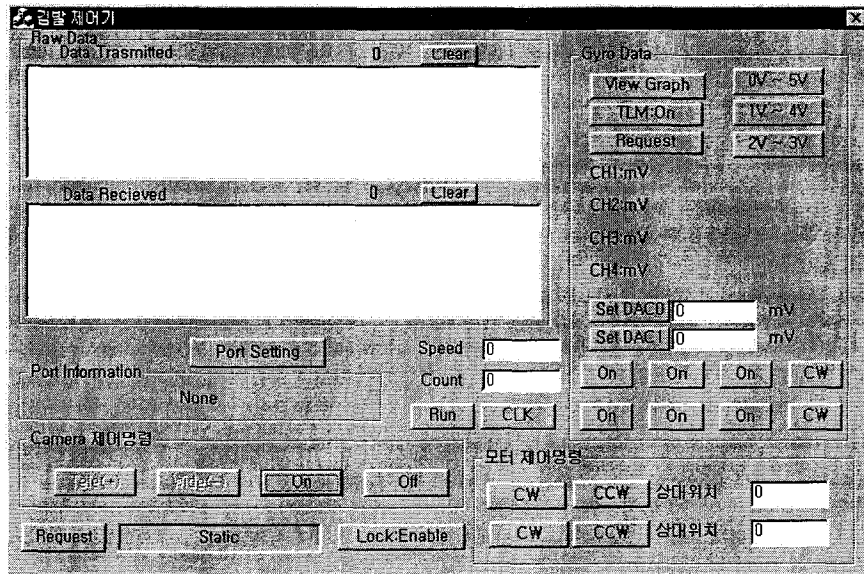 김발 제어기
Raw Data
Data Trasmitted 0 Clear
Data Recieved 0 Clear
Port Setting
Port Information
None
Speed 0
Count 0
Run CLK
Camera 제어명령
Tele(+) Wide(-) On Off
Request Static Lock:Enable
Gyro Data
View Graph 0V ~ 5V
TLM:On 1V ~ 4V
Request 2V ~ 3V
CH1:mV
CH2:mV
CH3:mV
CH4:mV
Set DAC0 0 mV
Set DAC1 0 mV
On On On CW
On On On CW
모터 제어명령
CW CCW 상대위치 0
CW CCW 상대위치 0